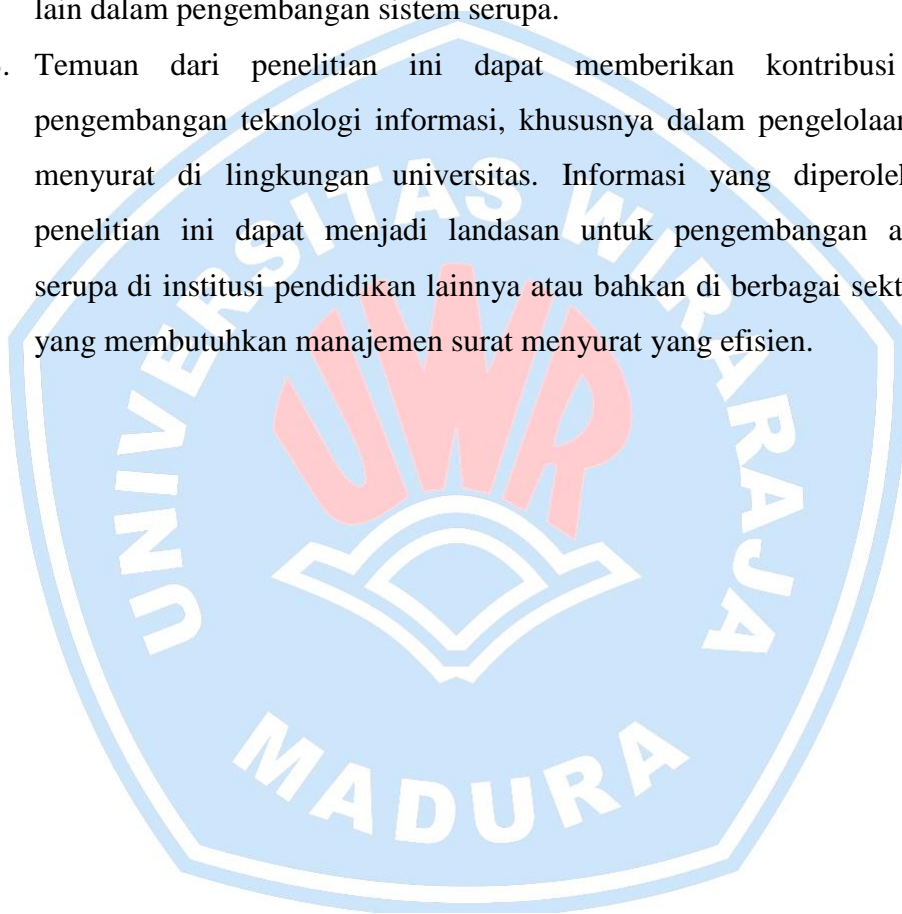 lain dalam pengembangan sistem serupa.
. Temuan dari penelitian ini dapat memberikan kontribusi
pengembangan teknologi informasi, khususnya dalam pengelolaan
menyurat di lingkungan universitas. Informasi yang diperoleh
penelitian ini dapat menjadi landasan untuk pengembangan a
serupa di institusi pendidikan lainnya atau bahkan di berbagai sekt
yang membutuhkan manajemen surat menyurat yang efisien.
UNIVERSITAS WIRARAJA
UWR
MADURA